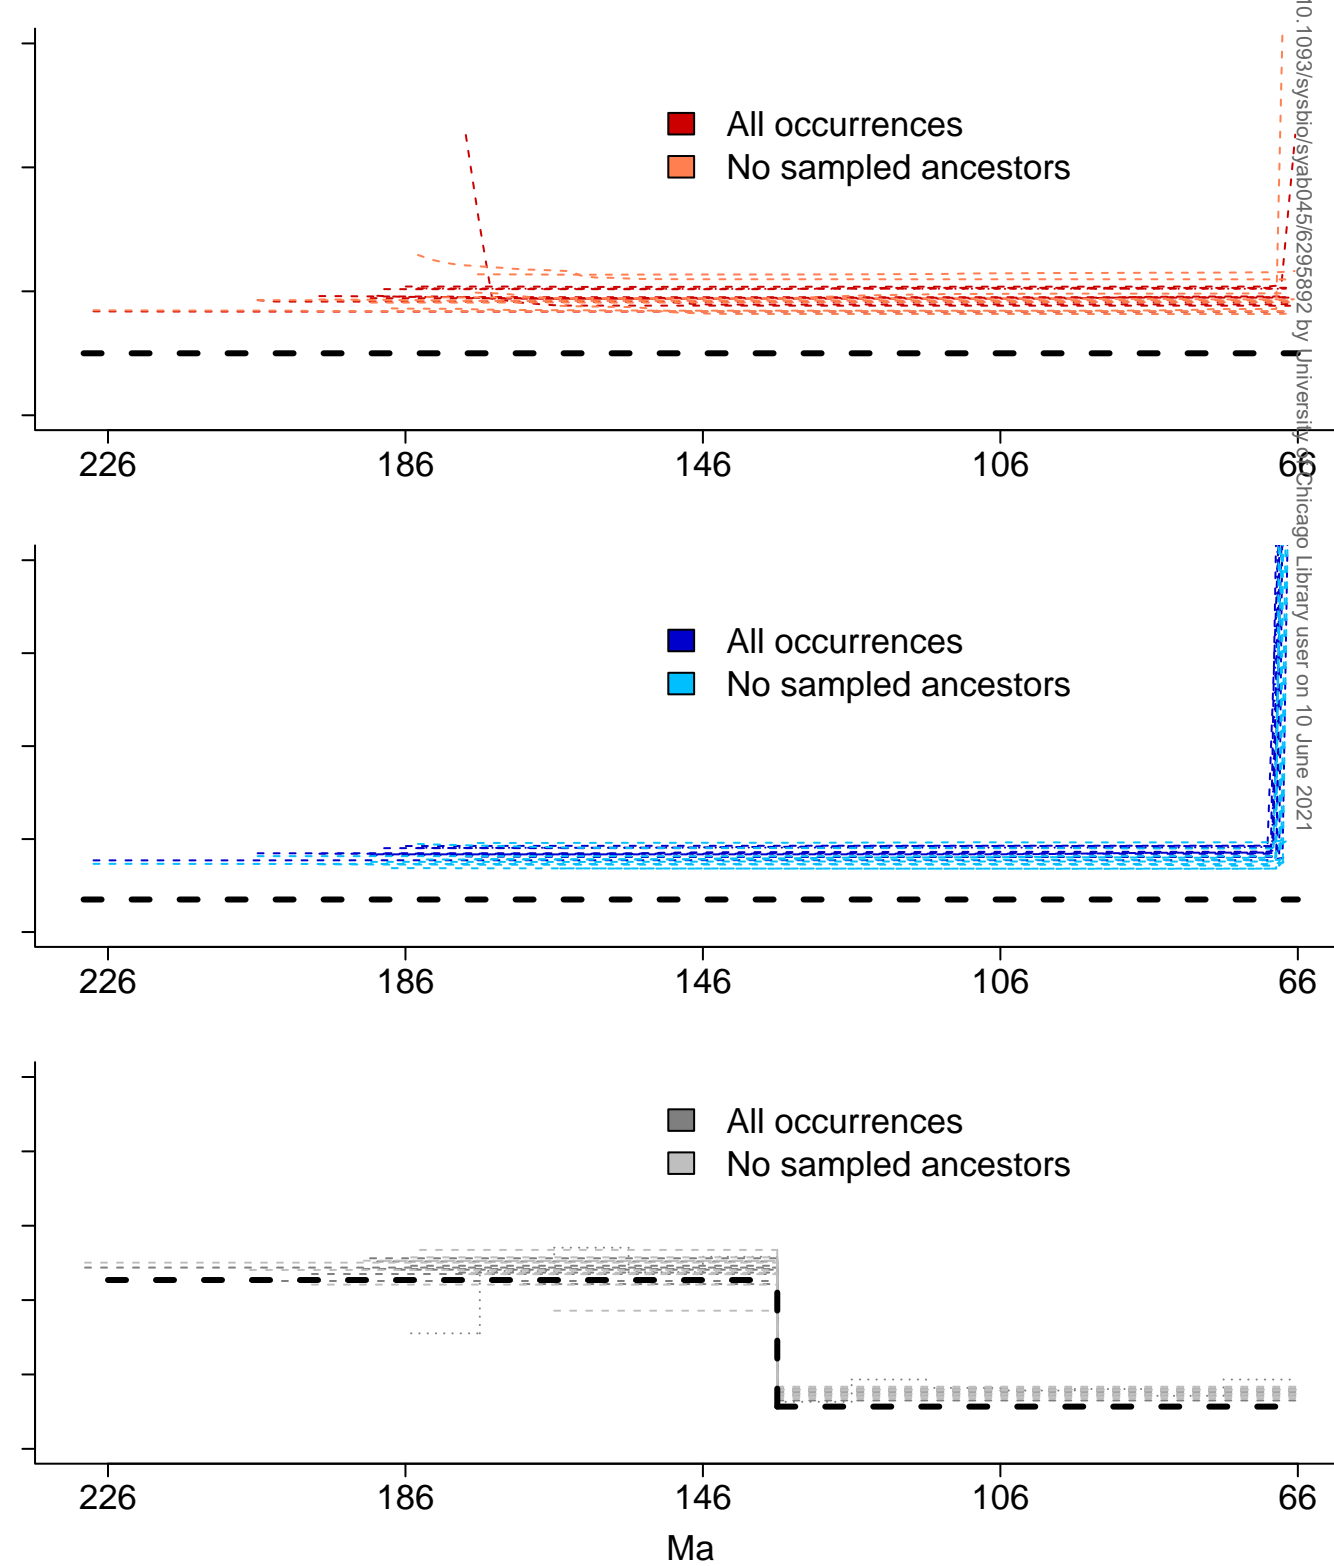 All occurrences
No sampled ancestors
226 186 146 106 66
All occurrences
No sampled ancestors
226 186 146 106 66
All occurrences
No sampled ancestors
226 186 146 106 66
Ma
10.1093/sysbio/syab045/6295892 by University of Chicago Library user on 10 June 2021